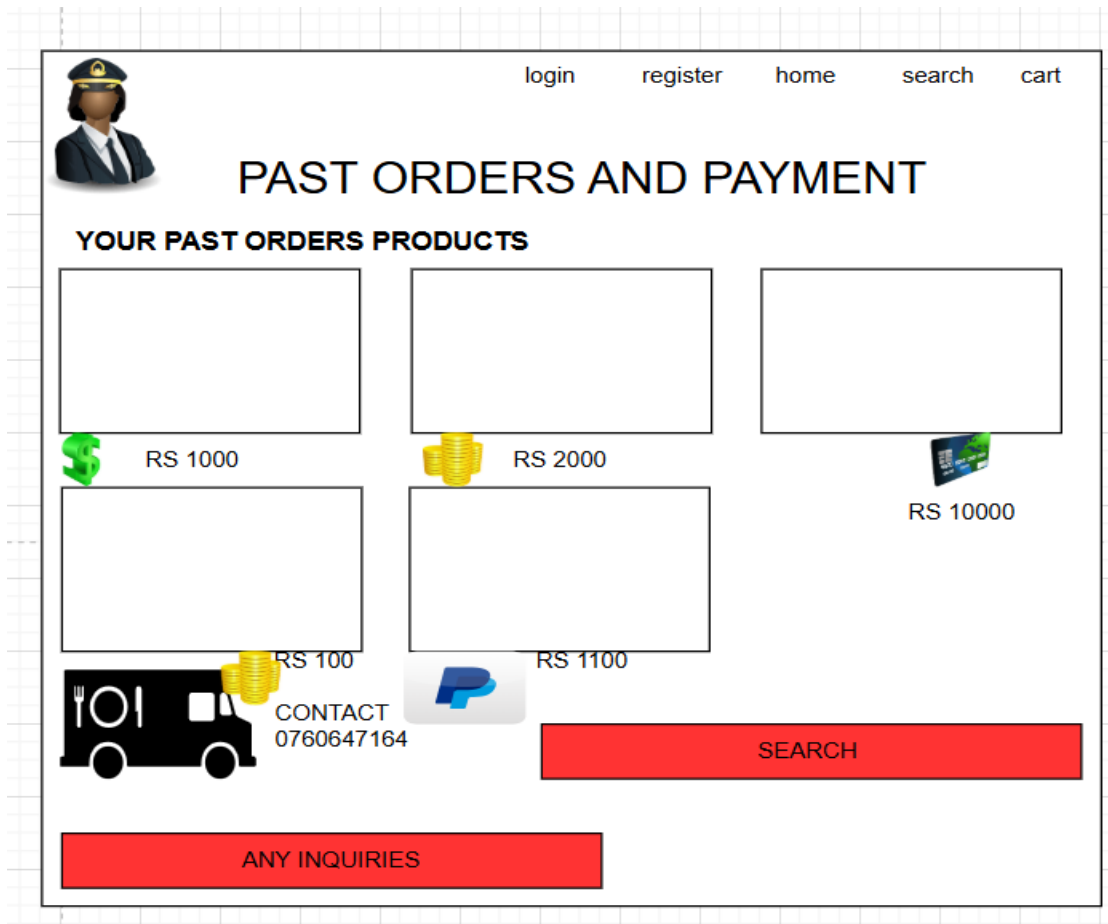 login register home search cart
PAST ORDERS AND PAYMENT
YOUR PAST ORDERS PRODUCTS
RS 1000
RS 2000
RS 10000
RS 100
RS 1100
CONTACT
0760647164
SEARCH
ANY INQUIRIES